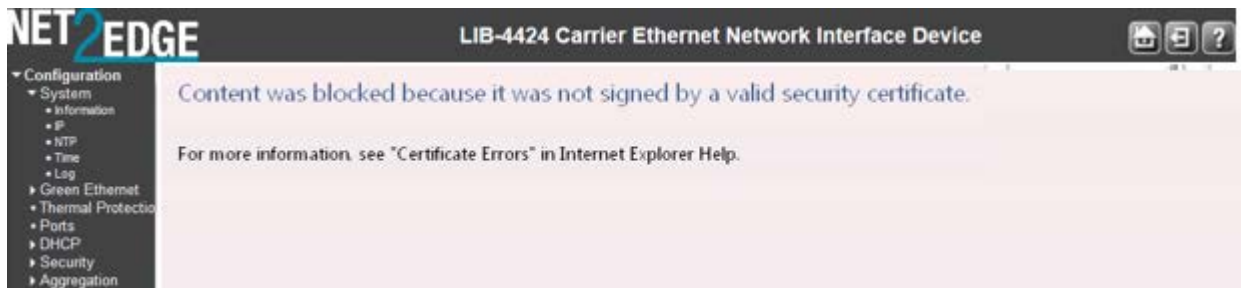 NET2EDGE
LIB-4424 Carrier Ethernet Network Interface Device
?
Configuration
System
Information
IP
NTP
Time
Log
Green Ethernet
Thermal Protectio
Ports
DHCP
Security
Aggregation
Content was blocked because it was not signed by a valid security certificate.
For more information, see "Certificate Errors" in Internet Explorer Help.